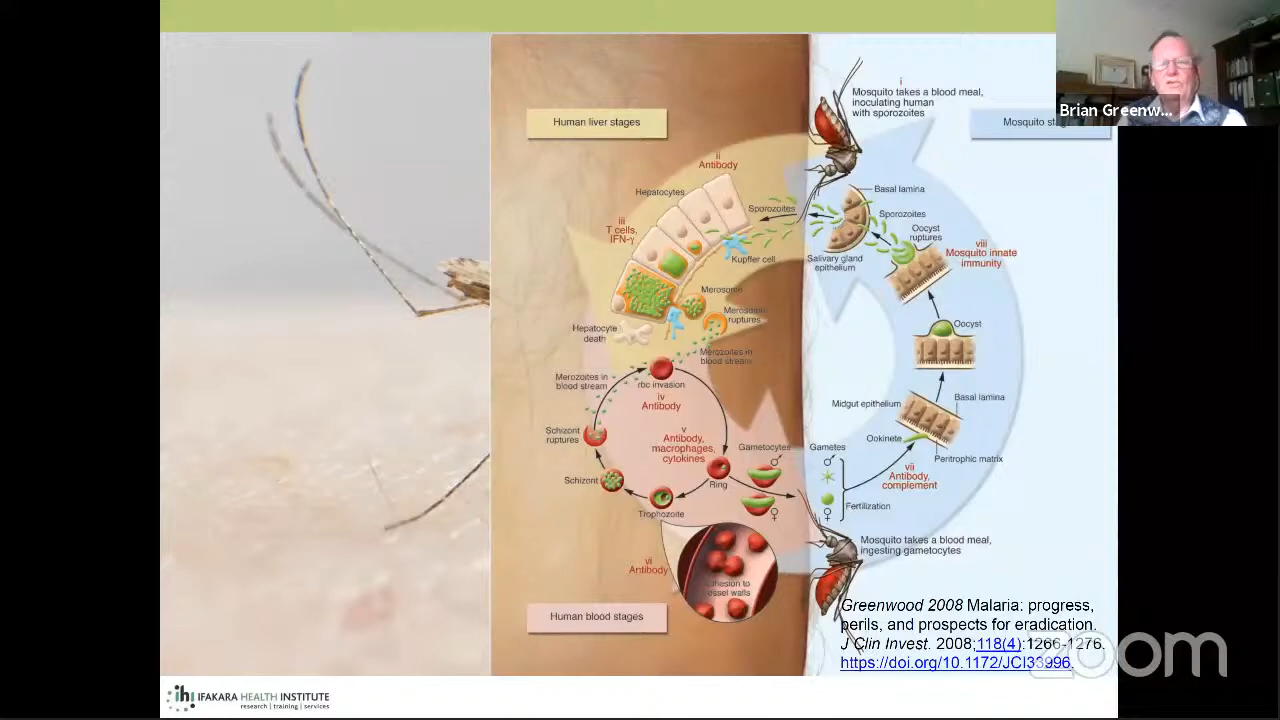 Brian Greenw...
Human liver stages
Mosquito
i
Mosquito takes a blood meal,
inoculating human
with sporozoites
ii
Antibody
Hepatocytes
Sporozoites
Basal lamina
Sporozoites
Oocyst
ruptures
iii
T cells,
IFN-γ
viii
Mosquito innate
immunity
Kupffer cell
Salivary gland
epithelium
Merosome
Merosome
ruptures
Hepatocyte
death
Oocyst
Merozoites in
blood stream
Merozoites in
blood stream
rbc invasion
iv
Antibody
Midgut epithelium
Basal lamina
Schizont
ruptures
v
Antibody,
macrophages,
cytokines
Gametocytes
Gametes
Ookinete
Peritrophic matrix
vii
Antibody,
complement
Schizont
Ring
Trophozoite
Fertilization
Mosquito takes a blood meal,
ingesting gametocytes
vi
Antibody
vessel walls
Human blood stages
Greenwood 2008 Malaria: progress,
perils, and prospects for eradication.
J Clin Invest. 2008;118(4):1266-1276.
https://doi.org/10.1172/JCI33996.
zoom
ihi IFAKARA HEALTH INSTITUTE
research | training | services